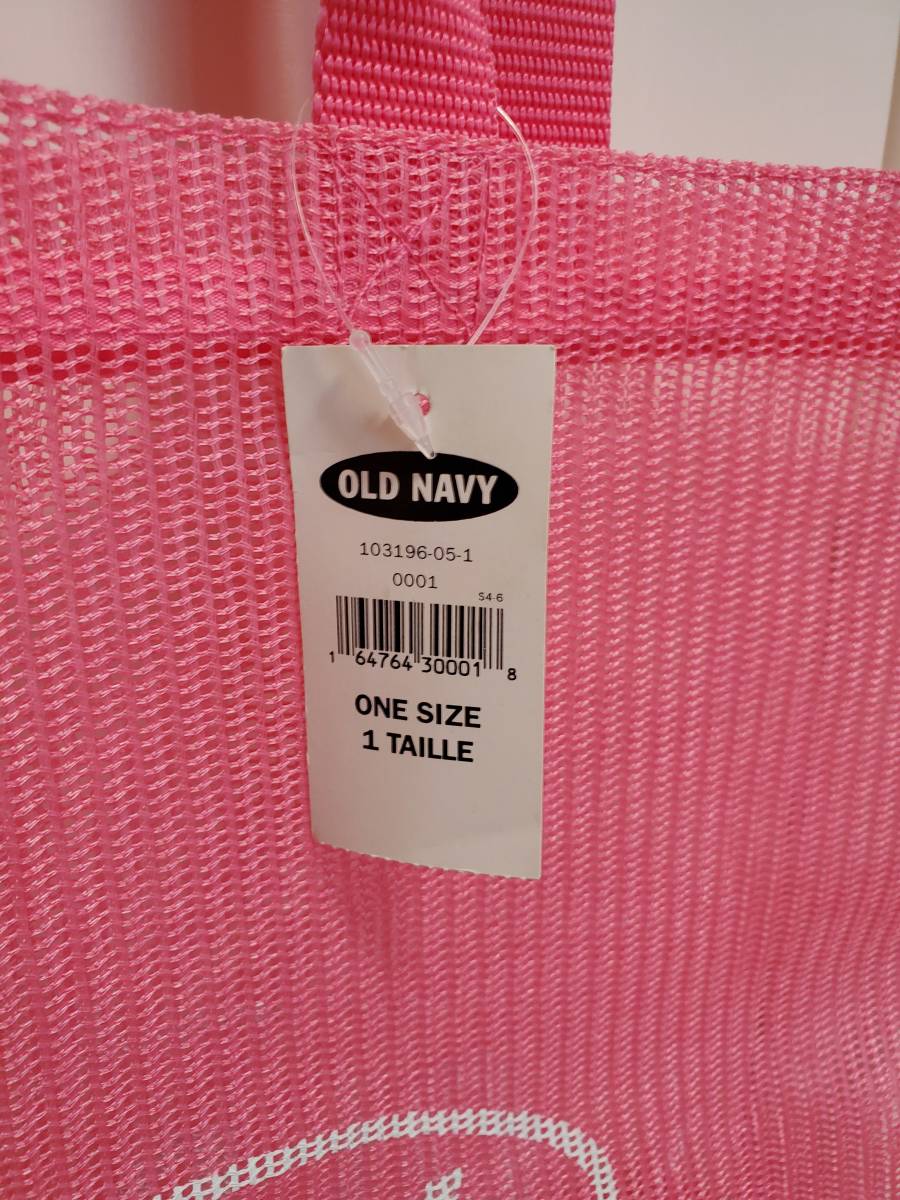 OLD NAVY
103196-05-1
0001
S4-6
1 64764 30001 8
ONE SIZE
1 TAILLE